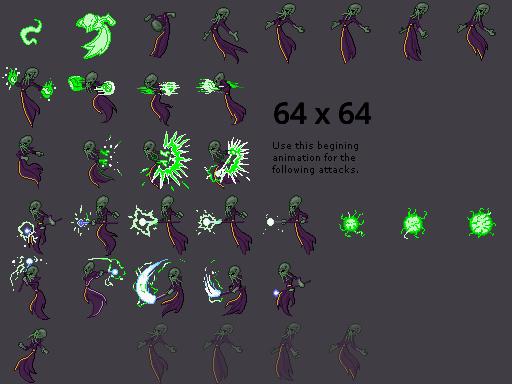 64 x 64
Use this begining
animation for the
following attacks.